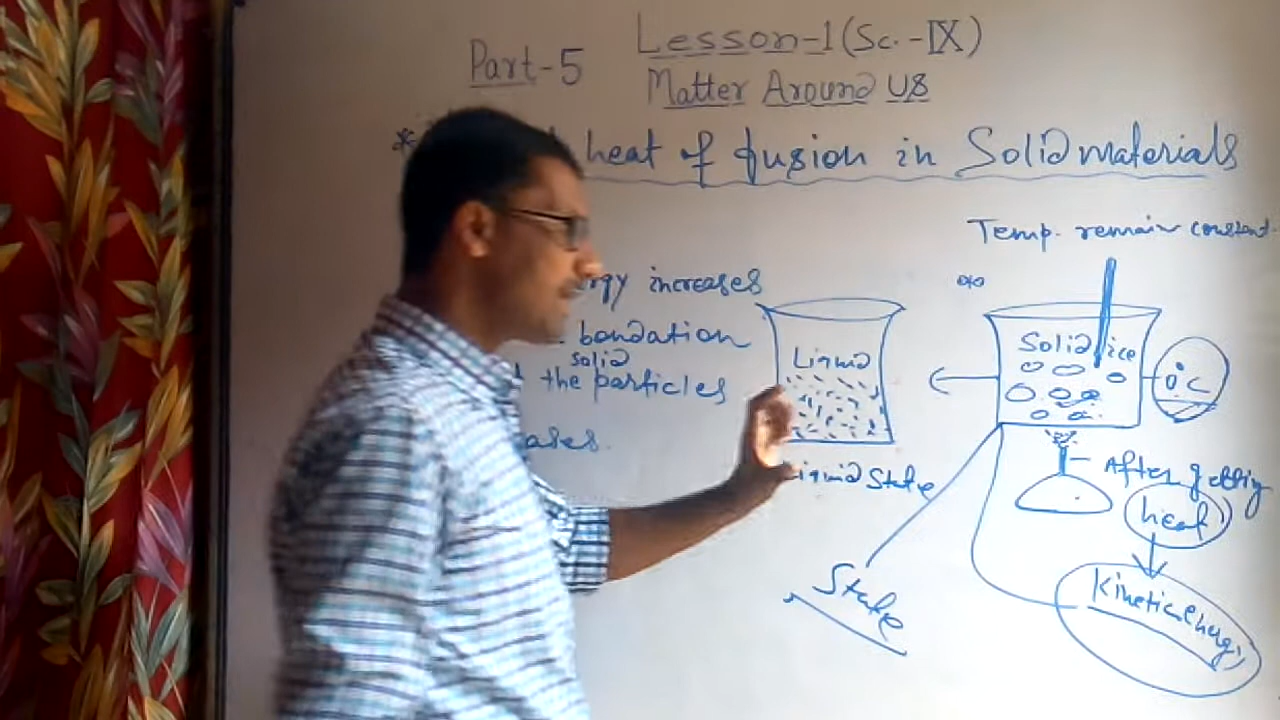 Part-5 Lesson-1 (Sc.-IX)
Matter Around us
* heat of fusion in Solid materials
Temp. remain constant.
increases
bondation
solid
the particles
Liquid
Liquid State
Solid ice
0°C
After getting
heat
Kinetic energy
State